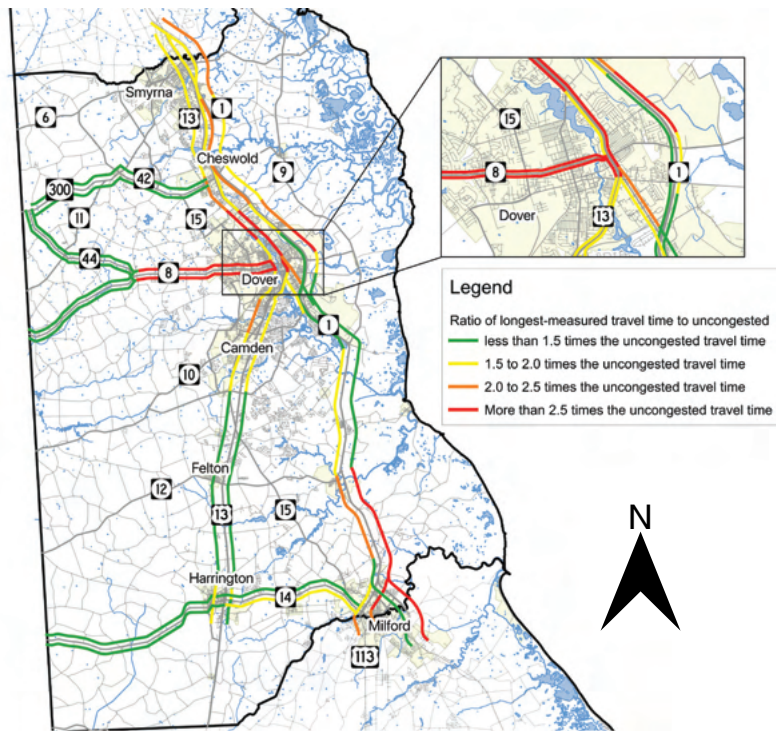 Smyrna
6
13
1
Cheswold
9
300
42
11
15
44
8
Dover
1
Camden
10
Felton
12
13
15
Harrington
14
Milford
113
15
8
1
Dover
13
Legend
Ratio of longest-measured travel time to uncongested
less than 1.5 times the uncongested travel time
1.5 to 2.0 times the uncongested travel time
2.0 to 2.5 times the uncongested travel time
More than 2.5 times the uncongested travel time
N